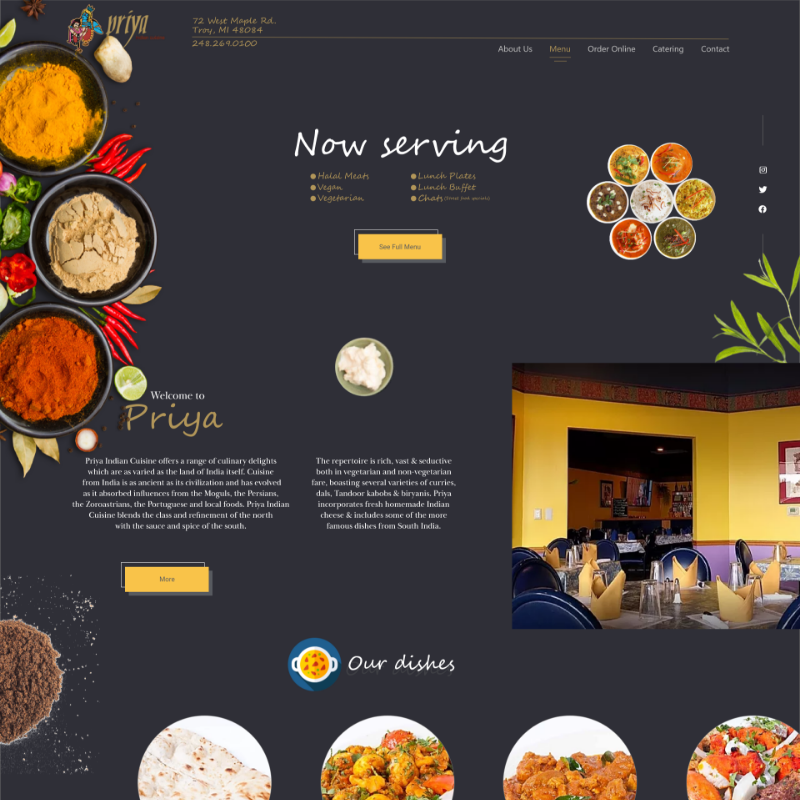 priya
72 West Maple Rd.
Troy, MI 48084
248.269.0100
About Us
Menu
Order Online
Catering
Contact
Now serving
Halal Meats
Vegan
Vegetarian
Lunch Plates
Lunch Buffet
Chats (street food specials)
See Full Menu
Welcome to
Priya
Priya Indian Cuisine offers a range of culinary delights
which are as varied as the land of India itself. Cuisine
from India is as ancient as its civilization and has evolved
as it absorbed influences from the Moguls, the Persians,
the Zoroastrians, the Portuguese and local foods. Priya Indian
Cuisine blends the class and refinement of the north
with the sauce and spice of the south.
The repertoire is rich, vast & seductive
both in vegetarian and non-vegetarian
fare, boasting several varieties of curries,
dals, Tandoor kabobs & biryanis. Priya
incorporates fresh homemade Indian
cheese & includes some of the more
famous dishes from South India.
More
Our dishes